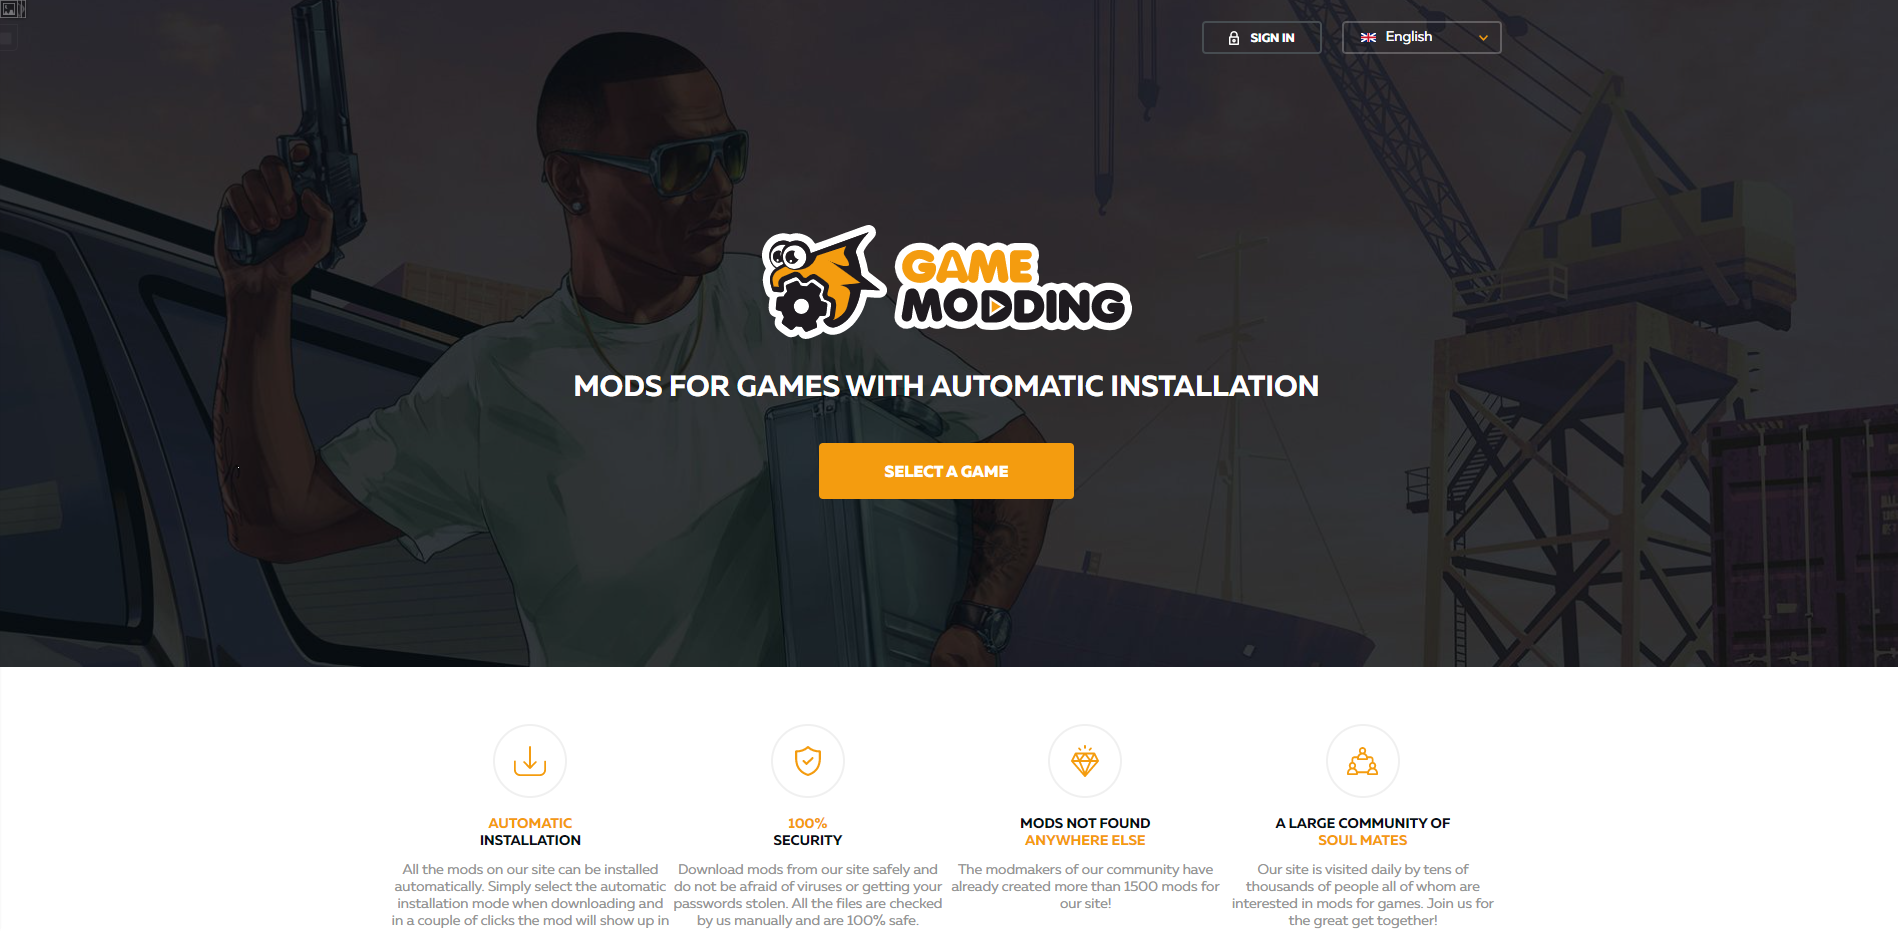 SIGN IN
English
GAME
MODDING
MODS FOR GAMES WITH AUTOMATIC INSTALLATION
SELECT A GAME
AUTOMATIC
INSTALLATION
All the mods on our site can be installed
automatically. Simply select the automatic
installation mode when downloading and
in a couple of clicks the mod will show up in
100%
SECURITY
Download mods from our site safely and
do not be afraid of viruses or getting your
passwords stolen. All the files are checked
by us manually and are 100% safe.
MODS NOT FOUND
ANYWHERE ELSE
The modmakers of our community have
already created more than 1500 mods for
our site!
A LARGE COMMUNITY OF
SOUL MATES
Our site is visited daily by tens of
thousands of people all of whom are
interested in mods for games. Join us for
the great get together!